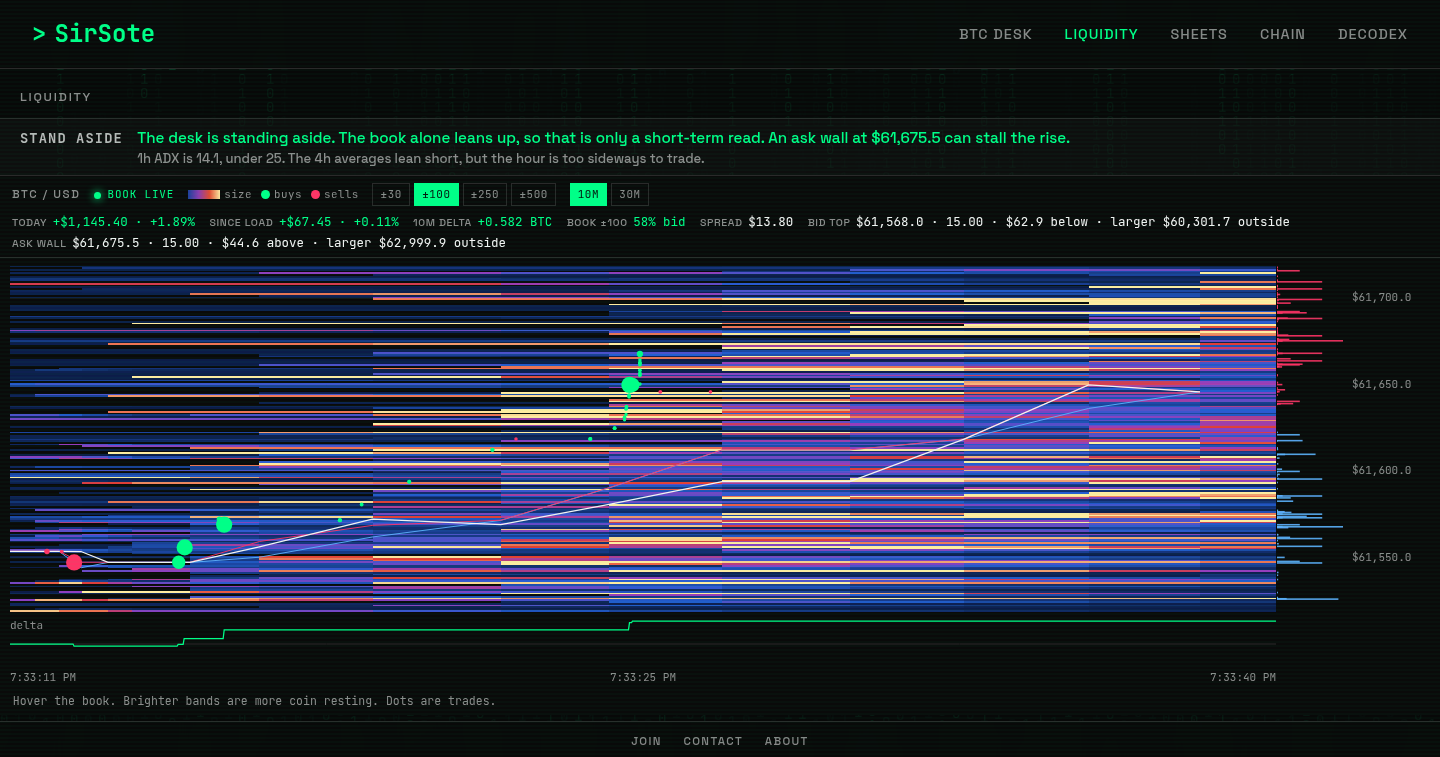 > SirSote
BTC DESK LIQUIDITY SHEETS CHAIN DECODEX
LIQUIDITY
STAND ASIDE The desk is standing aside. The book alone leans up, so that is only a short-term read. An ask wall at $61,675.5 can stall the rise.
1h ADX is 14.1, under 25. The 4h averages lean short, but the hour is too sideways to trade.
BTC / USD BOOK LIVE size buys sells ±30 ±100 ±250 ±500 10M 30M
TODAY +$1,145.40 · +1.89% SINCE LOAD +$67.45 · +0.11% 10M DELTA +0.582 BTC BOOK ±100 58% bid SPREAD $13.80 BID TOP $61,568.0 · 15.00 · $62.9 below · larger $60,301.7 outside
ASK WALL $61,675.5 · 15.00 · $44.6 above · larger $62,999.9 outside
$61,700.0
$61,650.0
$61,600.0
$61,550.0
delta
7:33:11 PM 7:33:25 PM 7:33:40 PM
Hover the book. Brighter bands are more coin resting. Dots are trades.
JOIN CONTACT ABOUT